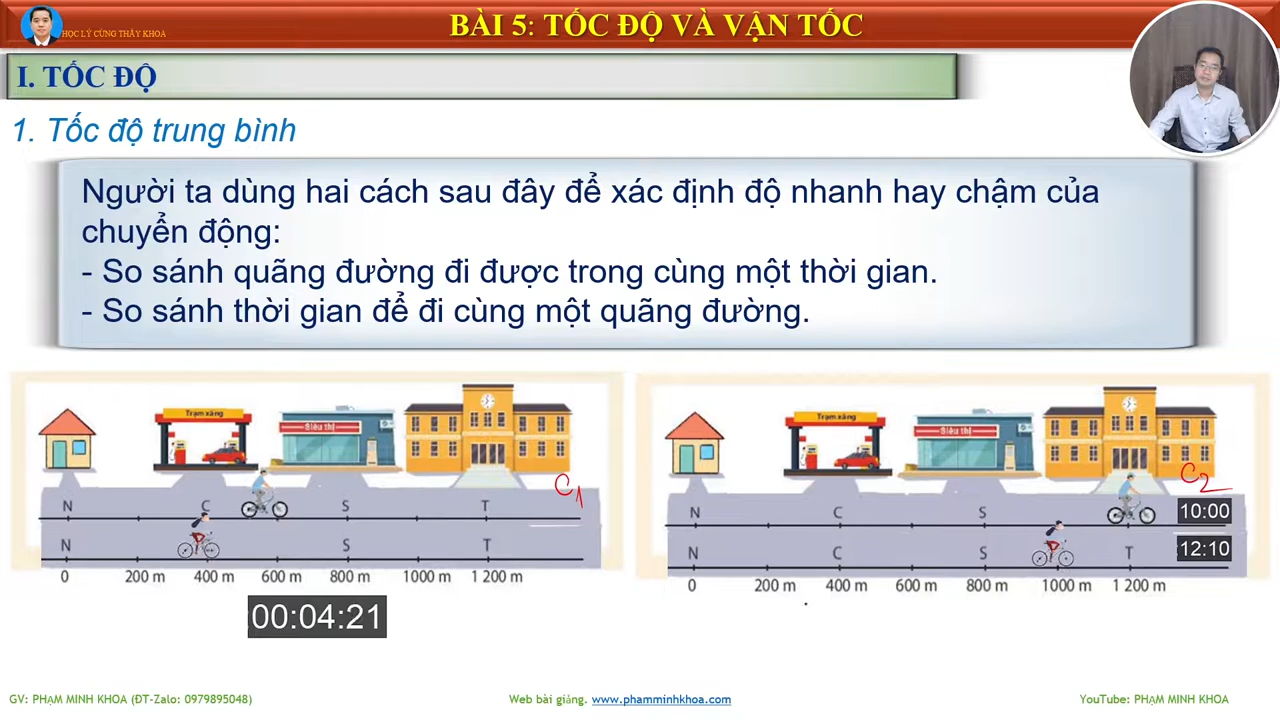 HỌC LÝ CÙNG THẦY KHOA
BÀI 5: TỐC ĐỘ VÀ VẬN TỐC
I. TỐC ĐỘ
1. Tốc độ trung bình
Người ta dùng hai cách sau đây để xác định độ nhanh hay chậm của
chuyển động:
- So sánh quãng đường đi được trong cùng một thời gian.
- So sánh thời gian để đi cùng một quãng đường.
Trạm xăng
Siêu thị
C1
N C S T
N S T
0 200 m 400 m 600 m 800 m 1000 m 1 200 m
00:04:21
Trạm xăng
Siêu thị
C2
N C S 10:00
N C S T 12:10
0 200 m 400 m 600 m 800 m 1000 m 1 200 m
GV: PHẠM MINH KHOA (ĐT-Zalo: 0979895048)
Web bài giảng. www.phamminhkhoa.com
YouTube: PHẠM MINH KHOA